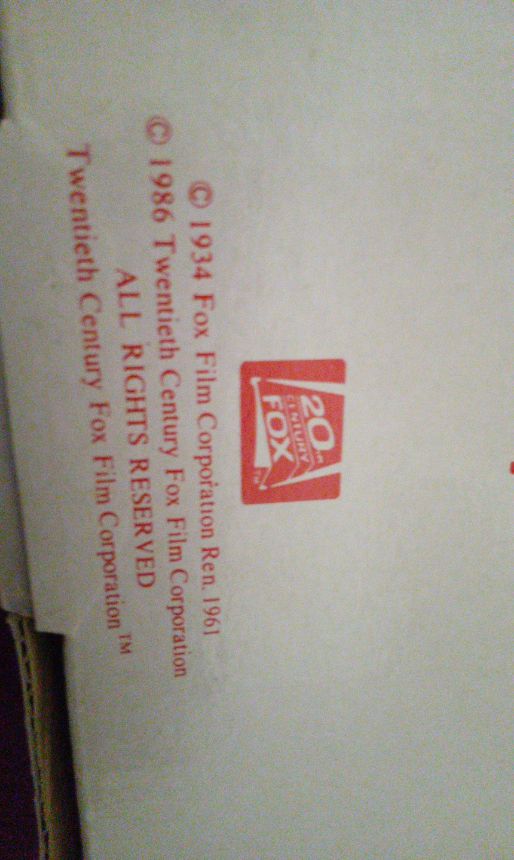 20TH
CENTURY
FOX
TM
© 1934 Fox Film Corporation Ren. 1961
© 1986 Twentieth Century Fox Film Corporation
ALL RIGHTS RESERVED
Twentieth Century Fox Film Corporation TM